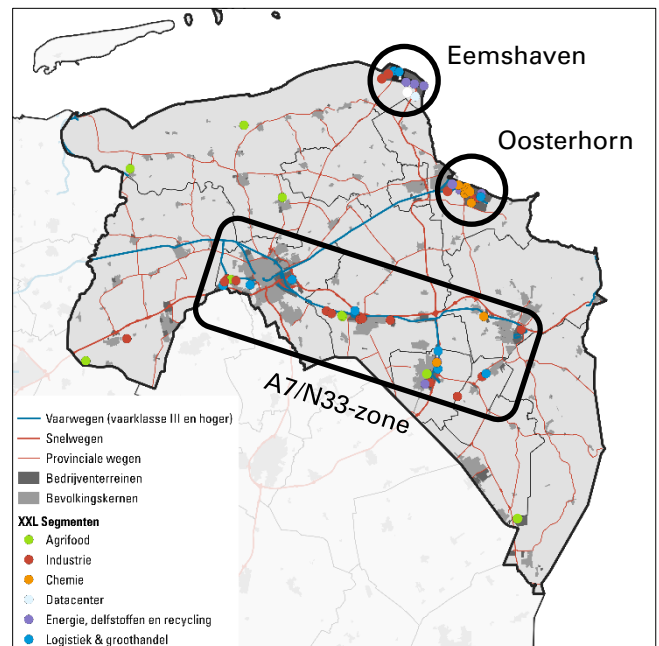 Eemshaven
Oosterhorn
A7/N33-zone
Vaarwegen (vaarklasse III en hoger)
Snelwegen
Provinciale wegen
Bedrijventerreinen
Bevolkingskernen
XXL Segmenten
Agrifood
Industrie
Chemie
Datacenter
Energie, delfstoffen en recycling
Logistiek & groothandel